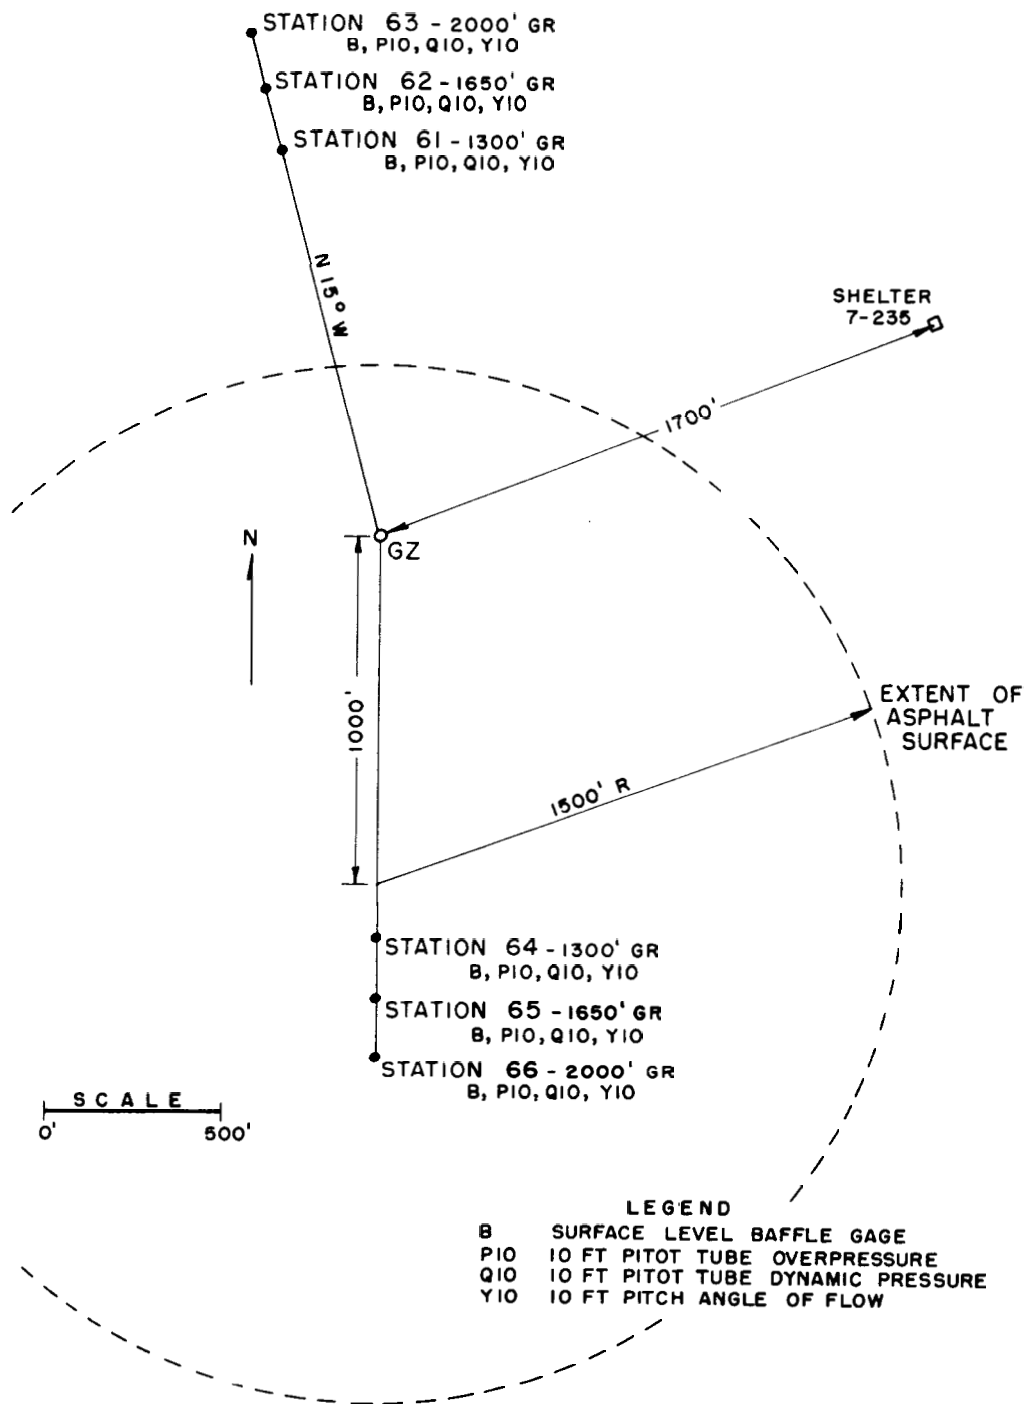 STATION 63 - 2000' GR
B, P10, Q10, Y10
STATION 62 - 1650' GR
B, P10, Q10, Y10
STATION 61 - 1300' GR
B, P10, Q10, Y10
N 15° W
SHELTER
7-235
1700'
N
GZ
1000'
EXTENT OF
ASPHALT
SURFACE
1500' R
STATION 64 - 1300' GR
B, P10, Q10, Y10
STATION 65 - 1650' GR
B, P10, Q10, Y10
STATION 66 - 2000' GR
B, P10, Q10, Y10
SCALE
0' 500'
LEGEND
B SURFACE LEVEL BAFFLE GAGE
P10 10 FT PITOT TUBE OVERPRESSURE
Q10 10 FT PITOT TUBE DYNAMIC PRESSURE
Y10 10 FT PITCH ANGLE OF FLOW